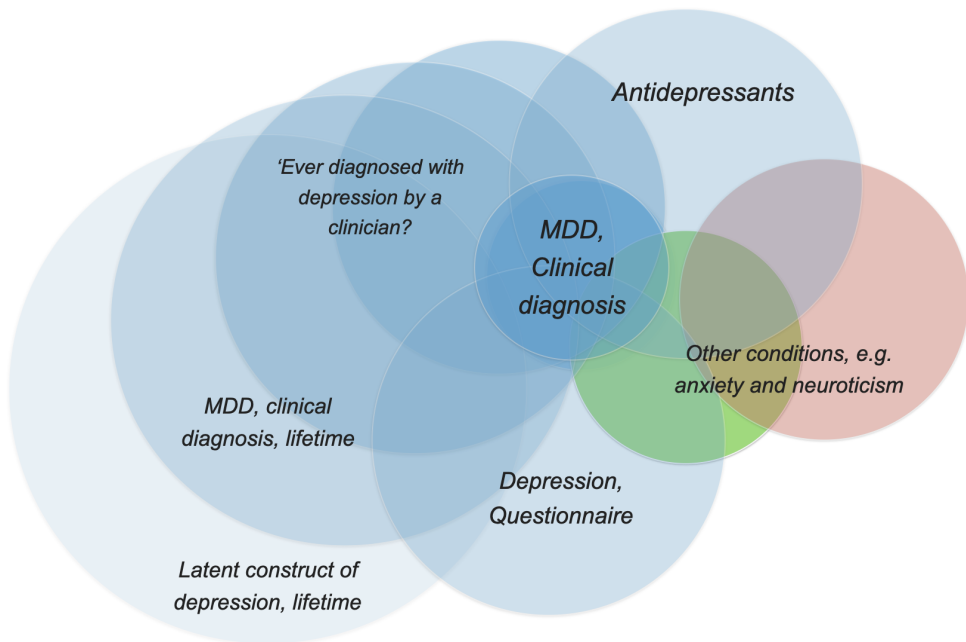 Antidepressants
'Ever diagnosed with
depression by a
clinician?
MDD,
Clinical
diagnosis
Other conditions, e.g.
anxiety and neuroticism
MDD, clinical
diagnosis, lifetime
Depression,
Questionnaire
Latent construct of
depression, lifetime